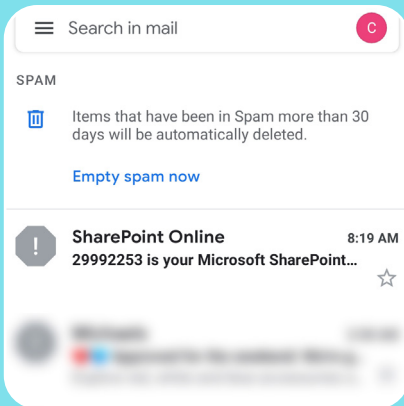 Search in mail
C
SPAM
Items that have been in Spam more than 30
days will be automatically deleted.
Empty spam now
!
SharePoint Online
8:19 AM
29992253 is your Microsoft SharePoint...